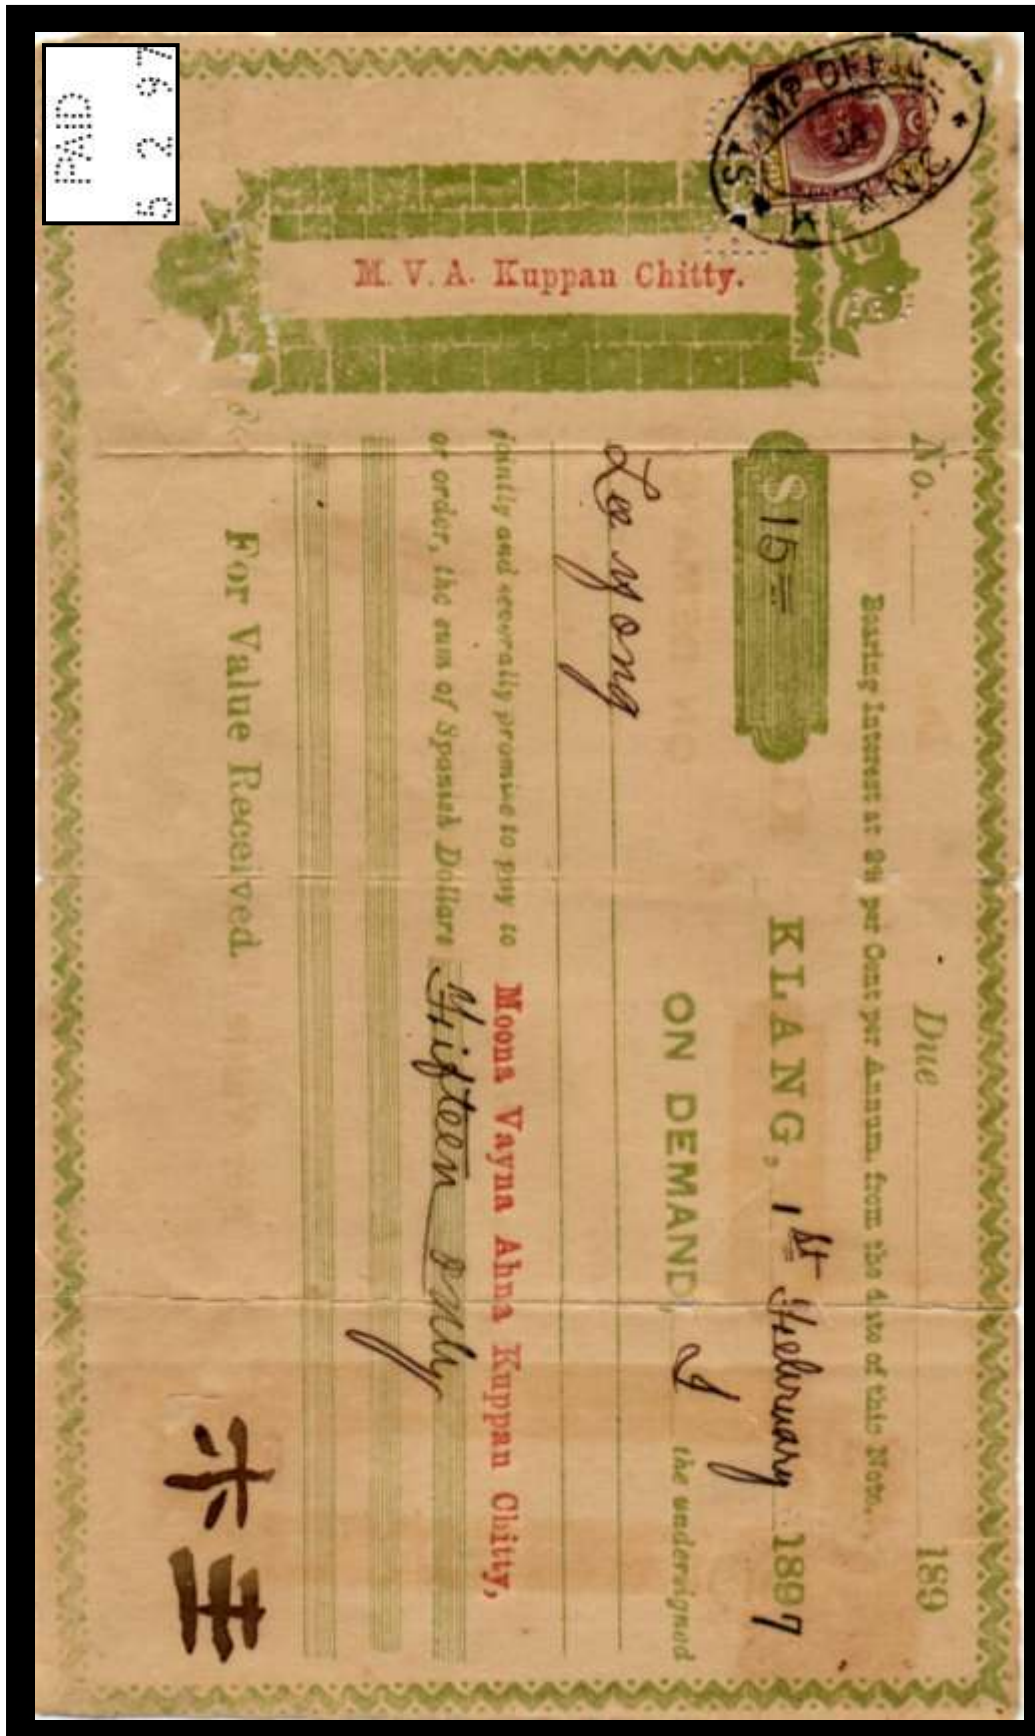 PAID
5 2 97
STAMP OFFICE
M. V. A. Kuppan Chitty.
No. Due 189
Bearing Interest at per Cent per Annum, from the date of this Note.
$ 15=
KLANG, 1st February 1897
ON DEMAND, I the undersigned
Lee Yong
jointly and severally promise to pay to Moona Vayna Ahna Kuppan Chitty,
or order, the sum of Spanish Dollars Fifteen only
For Value Received